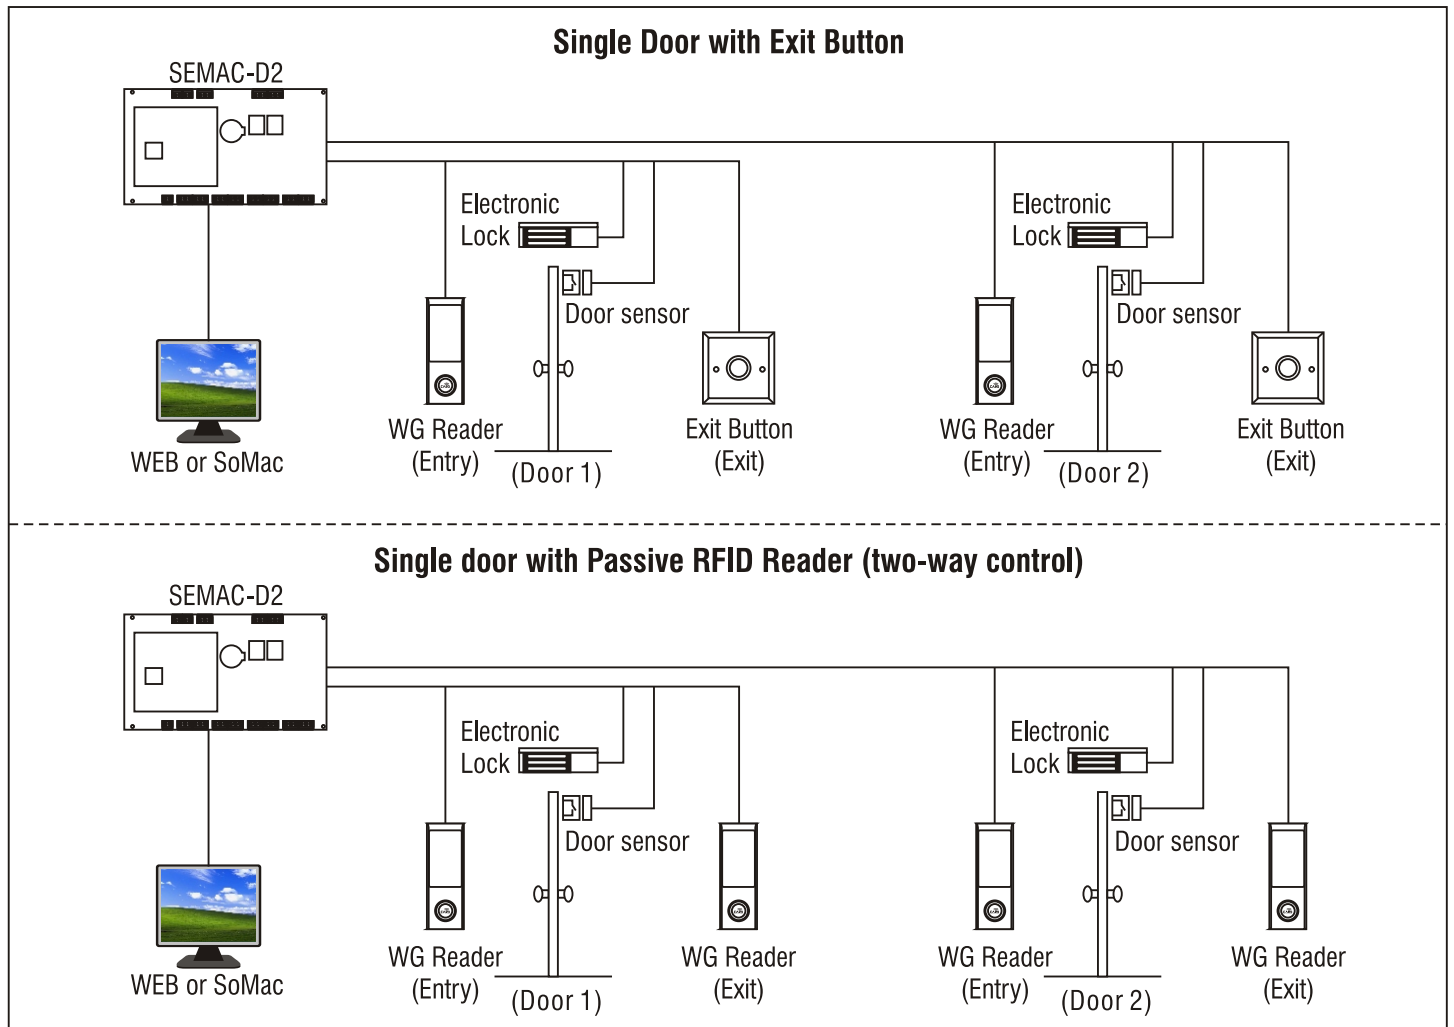 Single Door with Exit Button
SEMAC-D2
Electronic
Lock
Door sensor
WG Reader
(Entry)
(Door 1)
Exit Button
(Exit)
Electronic
Lock
Door sensor
WG Reader
(Entry)
(Door 2)
Exit Button
(Exit)
WEB or SoMac
Single door with Passive RFID Reader (two-way control)
SEMAC-D2
Electronic
Lock
Door sensor
WG Reader
(Entry)
(Door 1)
WG Reader
(Exit)
Electronic
Lock
Door sensor
WG Reader
(Entry)
(Door 2)
WG Reader
(Exit)
WEB or SoMac